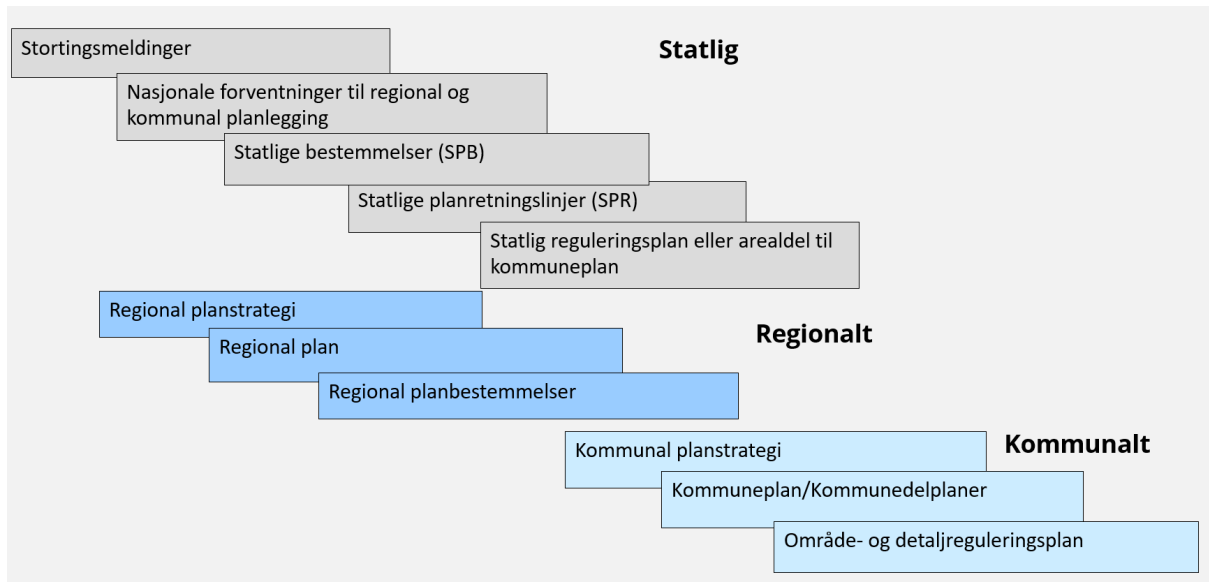 Stortingsmeldinger
Statlig
Nasjonale forventninger til regional og
kommunal planlegging
Statlige bestemmelser (SPB)
Statlige planretningslinjer (SPR)
Statlig reguleringsplan eller arealdel til
kommuneplan
Regional planstrategi
Regionalt
Regional plan
Regional planbestemmelser
Kommunalt
Kommunal planstrategi
Kommuneplan/Kommunedelplaner
Område- og detaljreguleringsplan